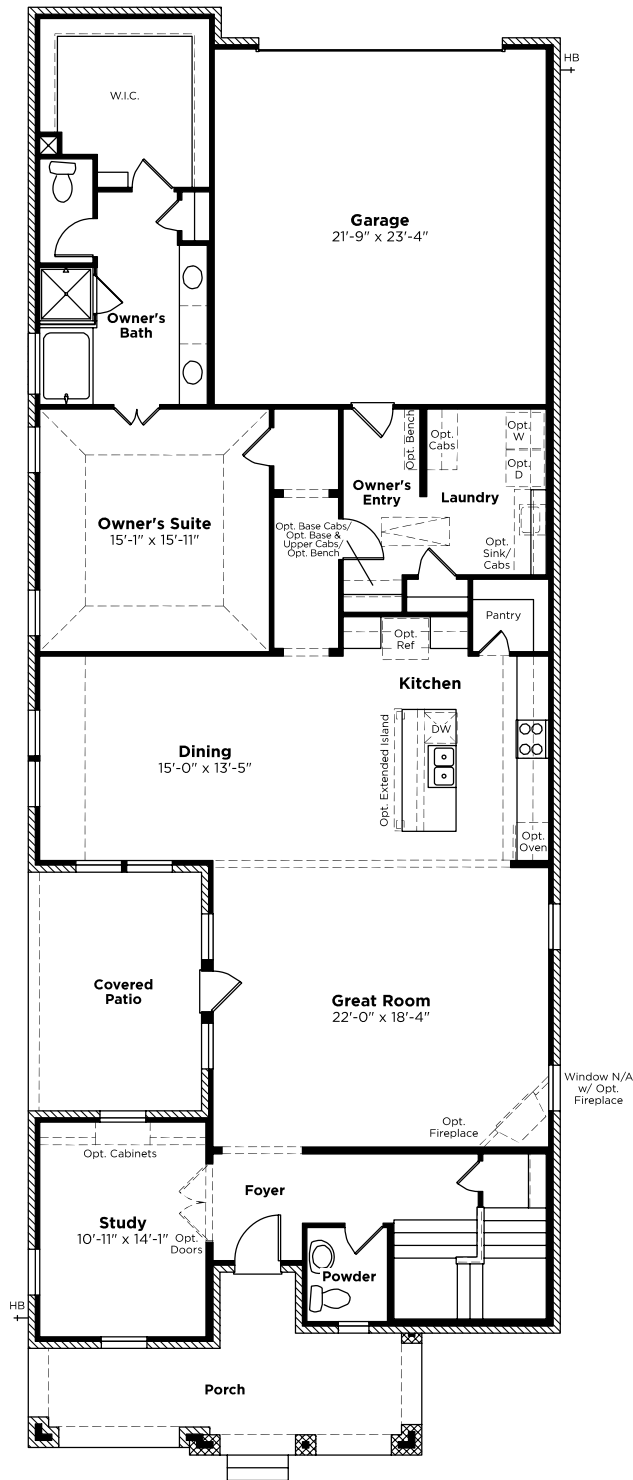 HB
W.I.C.
Garage
21'-9" x 23'-4"
Owner's
Bath
Opt. Bench
Opt.
Cabs
Opt.
W
Opt.
D
Owner's
Entry
Laundry
Owner's Suite
15'-1" x 15'-11"
Opt. Base Cabs/
Opt. Base &
Upper Cabs/
Opt. Bench
Opt.
Sink/
Cabs
Pantry
Opt.
Ref
Kitchen
Dining
15'-0" x 13'-5"
Opt. Extended Island
DW
Opt.
Oven
Covered
Patio
Great Room
22'-0" x 18'-4"
Window N/A
w/ Opt.
Fireplace
Opt.
Fireplace
Opt. Cabinets
Foyer
Study
10'-11" x 14'-1"
Opt.
Doors
Powder
HB
Porch